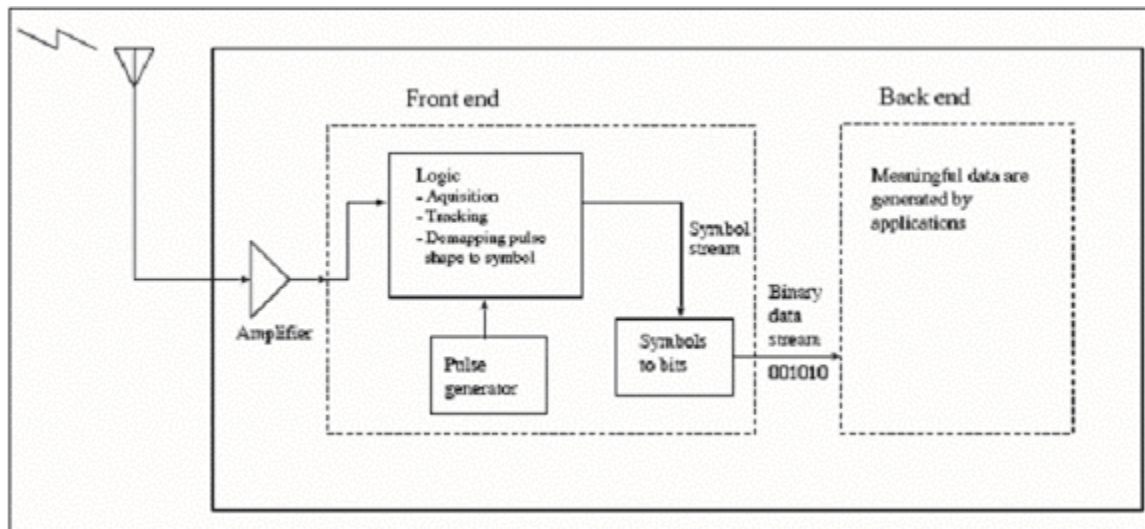 Front end
Back end
Logic
- Aquisition
- Tracking
- Demapping pulse
shape to symbol
Meaningful data are
generated by
applications
Symbol
stream
Amplifier
Pulse
generator
Symbols
to bits
Binary
data
stream
001010